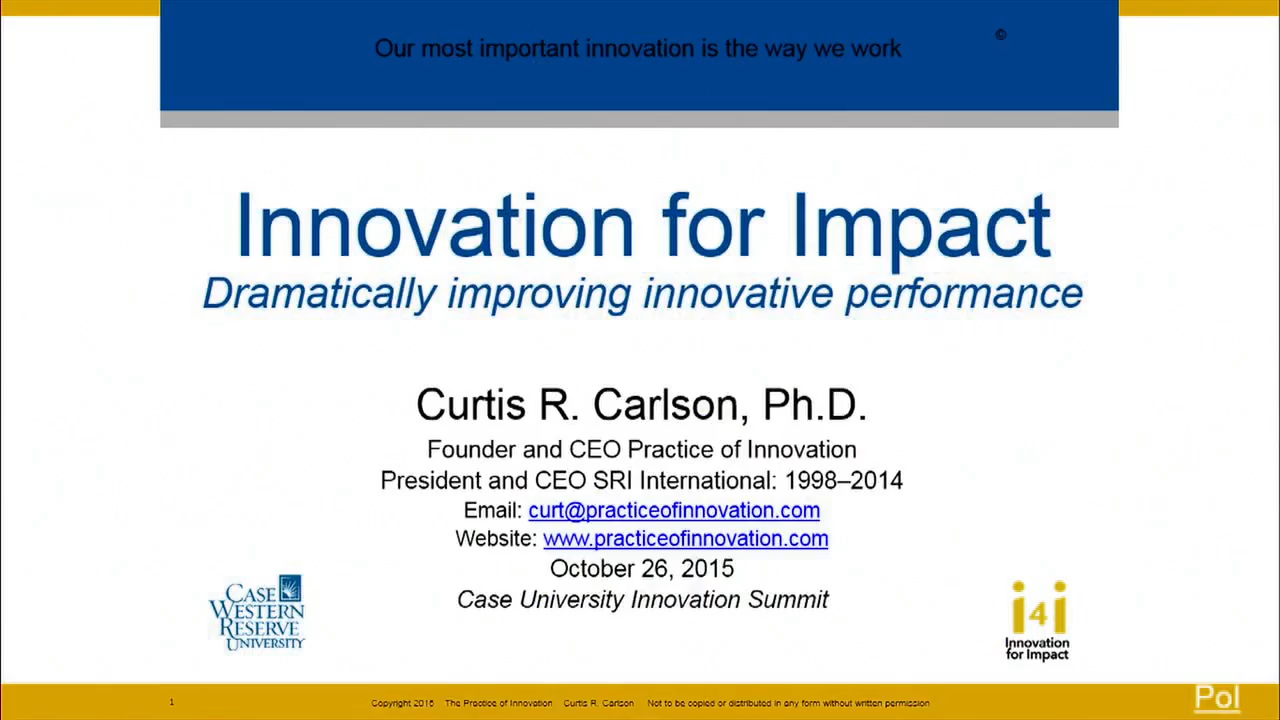 Our most important innovation is the way we work ©
Innovation for Impact
Dramatically improving innovative performance
Curtis R. Carlson, Ph.D.
Founder and CEO Practice of Innovation
President and CEO SRI International: 1998–2014
Email: curt@practiceofinnovation.com
Website: www.practiceofinnovation.com
October 26, 2015
Case University Innovation Summit
CASE
WESTERN
RESERVE
UNIVERSITY
i4i
Innovation
for Impact
1 Copyright 2015 The Practice of Innovation Curtis R. Carlson Not to be copied or distributed in any form without written permission
PoI